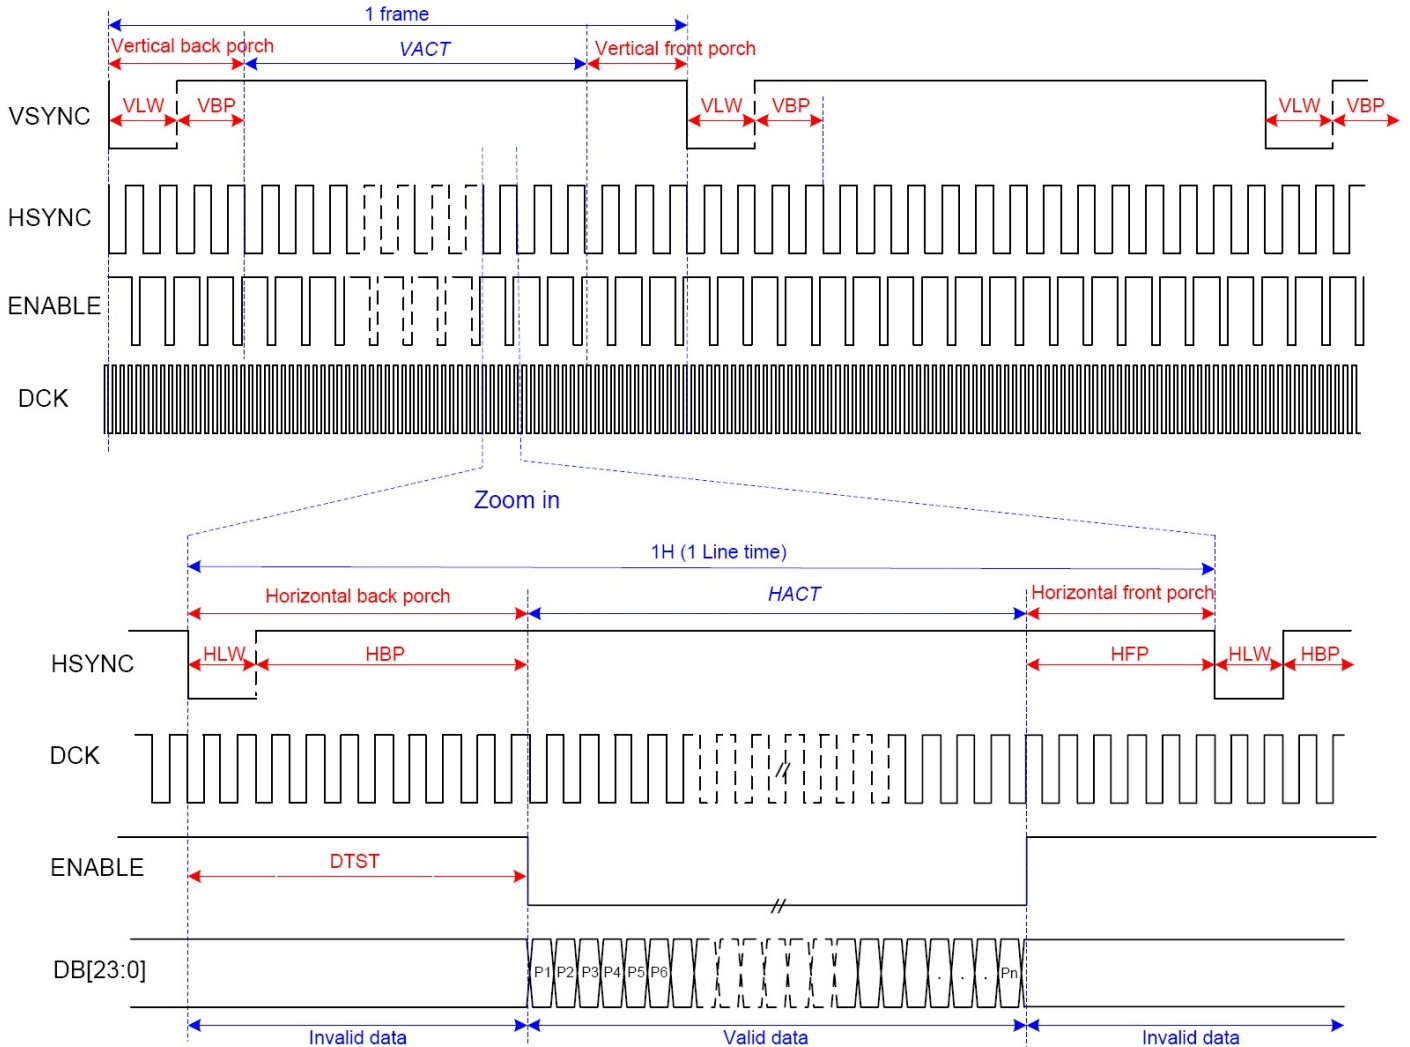 1 frame
Vertical back porch VACT Vertical front porch
VSYNC VLW VBP VLW VBP VLW VBP
HSYNC
ENABLE
DCK
Zoom in
1H (1 Line time)
Horizontal back porch HACT Horizontal front porch
HSYNC HLW HBP HFP HLW HBP
DCK //
ENABLE DTST
//
DB[23:0] P1 P2 P3 P4 P5 P6 . . . Pn
Invalid data Valid data Invalid data